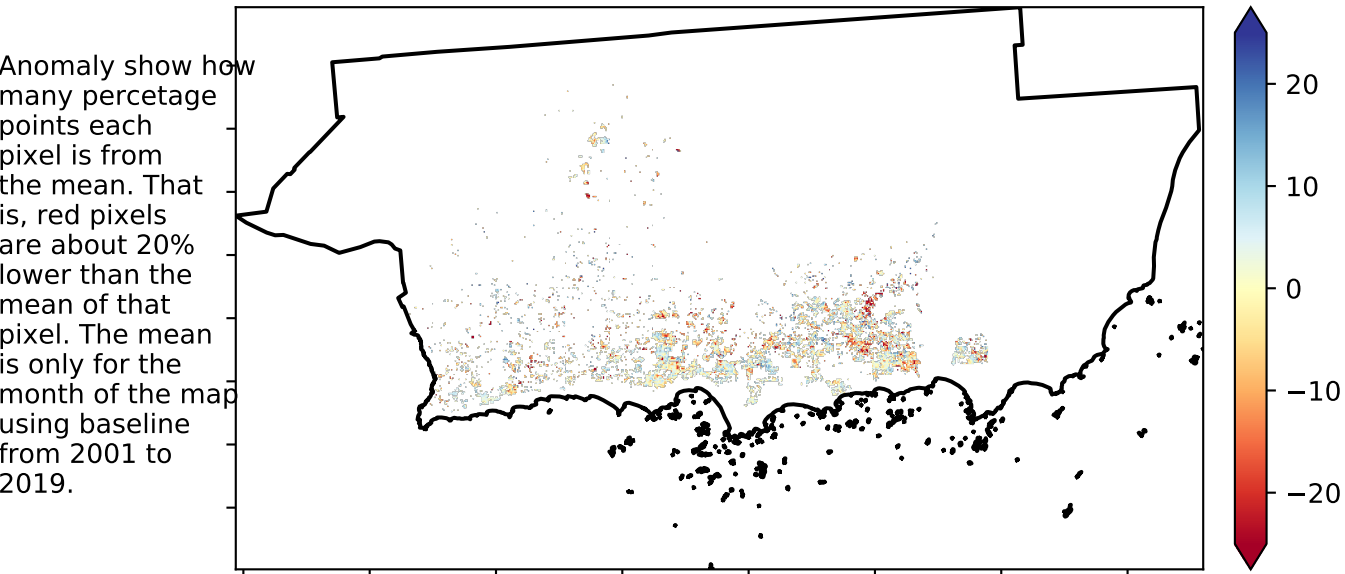 Anomaly show how
many percetage
points each
pixel is from
the mean. That
is, red pixels
are about 20%
lower than the
mean of that
pixel. The mean
is only for the
month of the map
using baseline
from 2001 to
2019.
20
10
0
−10
−20